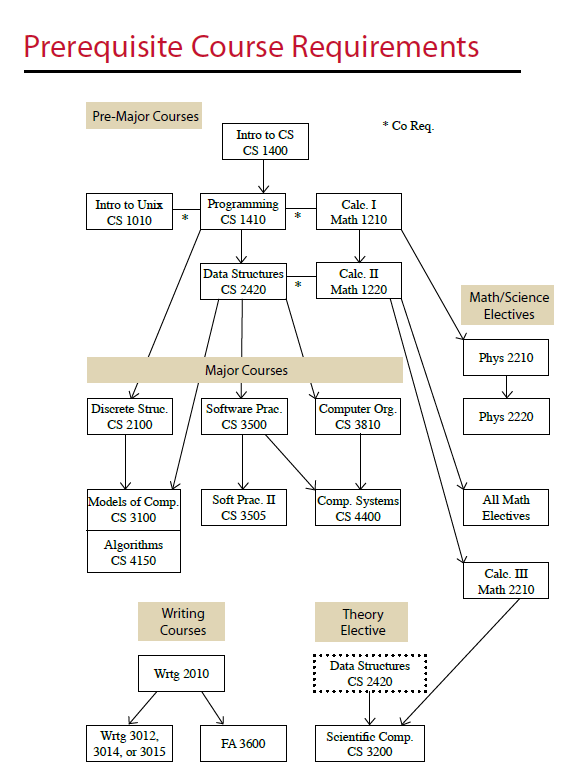 Prerequisite Course Requirements
Pre-Major Courses
* Co Req.
Intro to CS
CS 1400
Intro to Unix
CS 1010
*
Programming
CS 1410
*
Calc. I
Math 1210
Data Structures
CS 2420
*
Calc. II
Math 1220
Math/Science
Electives
Phys 2210
Major Courses
Phys 2220
Discrete Struc.
CS 2100
Software Prac.
CS 3500
Computer Org.
CS 3810
Models of Comp.
CS 3100
Algorithms
CS 4150
Soft Prac. II
CS 3505
Comp. Systems
CS 4400
All Math
Electives
Calc. III
Math 2210
Writing
Courses
Theory
Elective
Wrtg 2010
Data Structures
CS 2420
Wrtg 3012,
3014, or 3015
FA 3600
Scientific Comp.
CS 3200